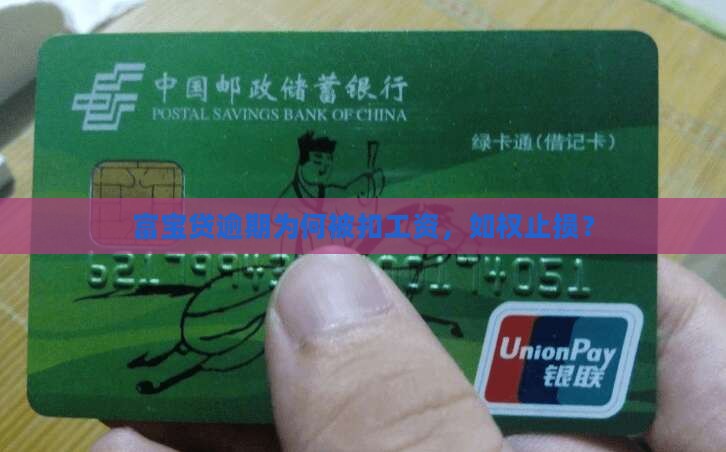 中国邮政储蓄银行
POSTAL SAVINGS BANK OF CHINA
绿卡通(借记卡)
富宝贷逾期为何被扣工资，如权止损？
UnionPay
银联